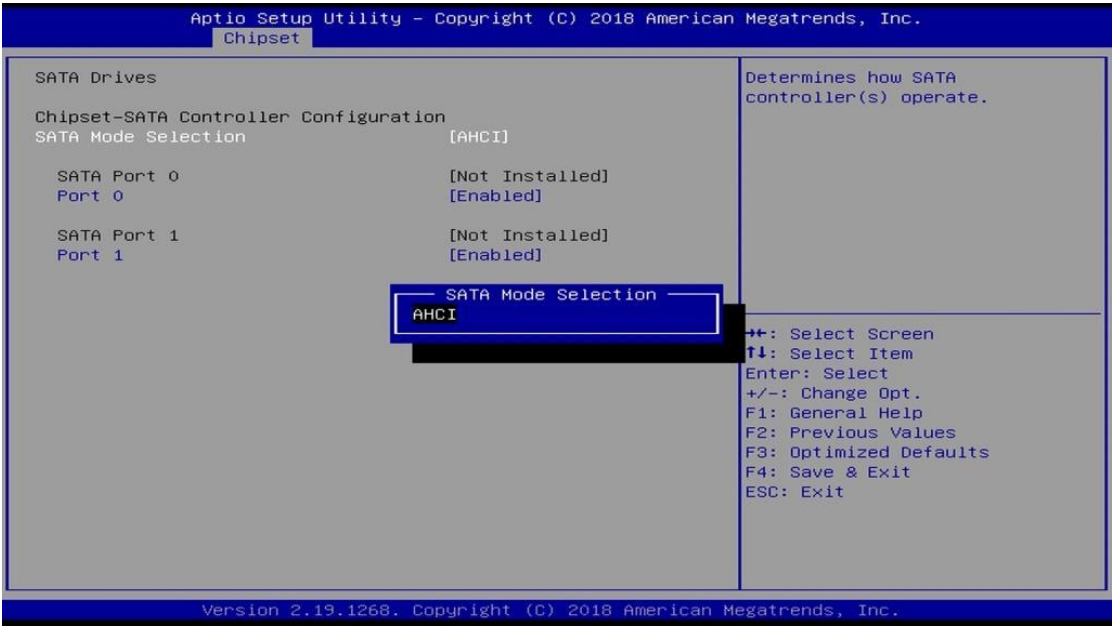 Aptio Setup Utility – Copyright (C) 2018 American Megatrends, Inc.
Chipset
SATA Drives
Chipset-SATA Controller Configuration
SATA Mode Selection [AHCI]
SATA Port 0 [Not Installed]
Port 0 [Enabled]
SATA Port 1 [Not Installed]
Port 1 [Enabled]
SATA Mode Selection
AHCI
Determines how SATA
controller(s) operate.
→←: Select Screen
↑↓: Select Item
Enter: Select
+/-: Change Opt.
F1: General Help
F2: Previous Values
F3: Optimized Defaults
F4: Save & Exit
ESC: Exit
Version 2.19.1268. Copyright (C) 2018 American Megatrends, Inc.